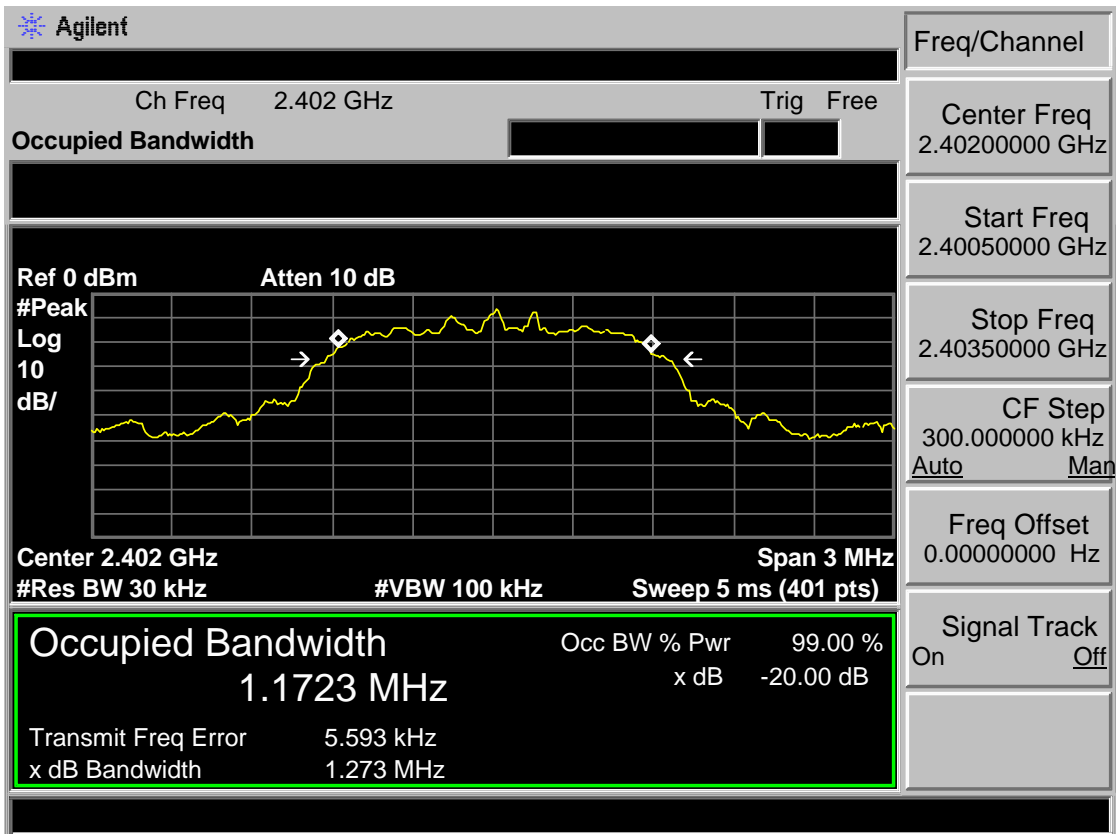 Agilent
Freq/Channel
Ch Freq 2.402 GHz Trig Free
Occupied Bandwidth
Center Freq
2.40200000 GHz
Start Freq
2.40050000 GHz
Stop Freq
2.40350000 GHz
CF Step
300.000000 kHz
Auto Man
Freq Offset
0.00000000 Hz
Signal Track
On Off
Ref 0 dBm Atten 10 dB
#Peak
Log
10
dB/
Center 2.402 GHz Span 3 MHz
#Res BW 30 kHz #VBW 100 kHz Sweep 5 ms (401 pts)
Occupied Bandwidth Occ BW % Pwr 99.00 %
1.1723 MHz x dB -20.00 dB
Transmit Freq Error 5.593 kHz
x dB Bandwidth 1.273 MHz